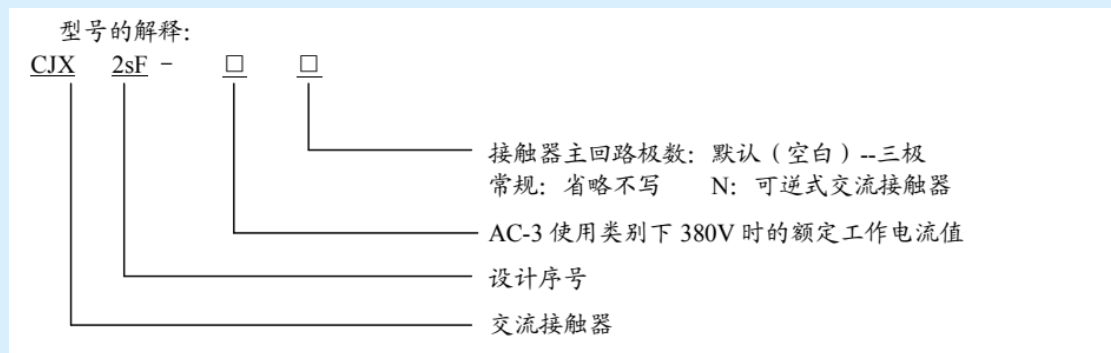 型号的解释:
CJX 2sF - □ □
接触器主回路极数: 默认（空白）--三极
常规: 省略不写 N: 可逆式交流接触器
AC-3 使用类别下 380V 时的额定工作电流值
设计序号
交流接触器